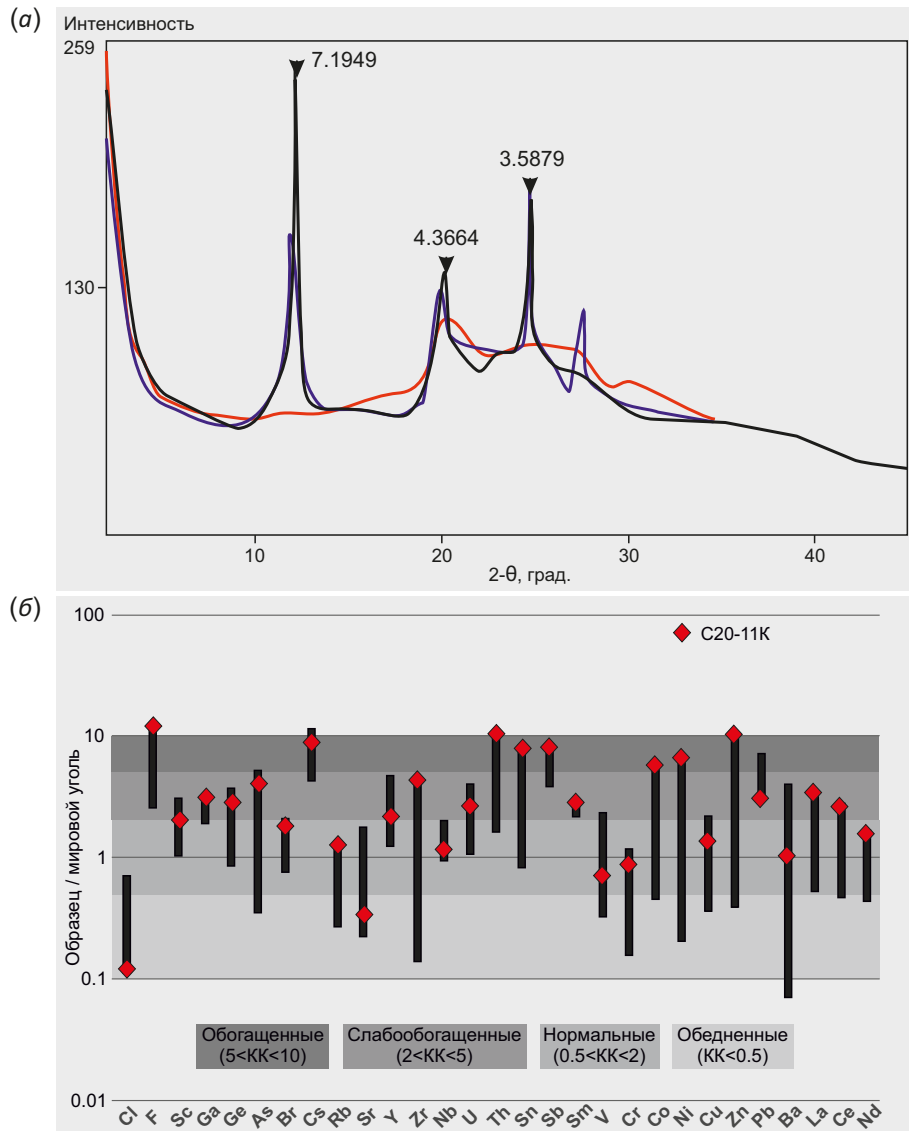 (а)
Интенсивность
259
7.1949
3.5879
4.3664
130
10 20 30 40
2-θ, град.
(б)
100
С20-11К
10
Образец / мировой уголь
1
0.1
Обогащенные Слабообогащенные Нормальные Обедненные
(5<КК<10) (2<КК<5) (0.5<КК<2) (КК<0.5)
0.01
Cl F Sc Ga Ge As Br Cs Rb Sr Y Zr Nb U Th Sn Sb Sm V Cr Co Ni Cu Zn Pb Ba La Ce Nd